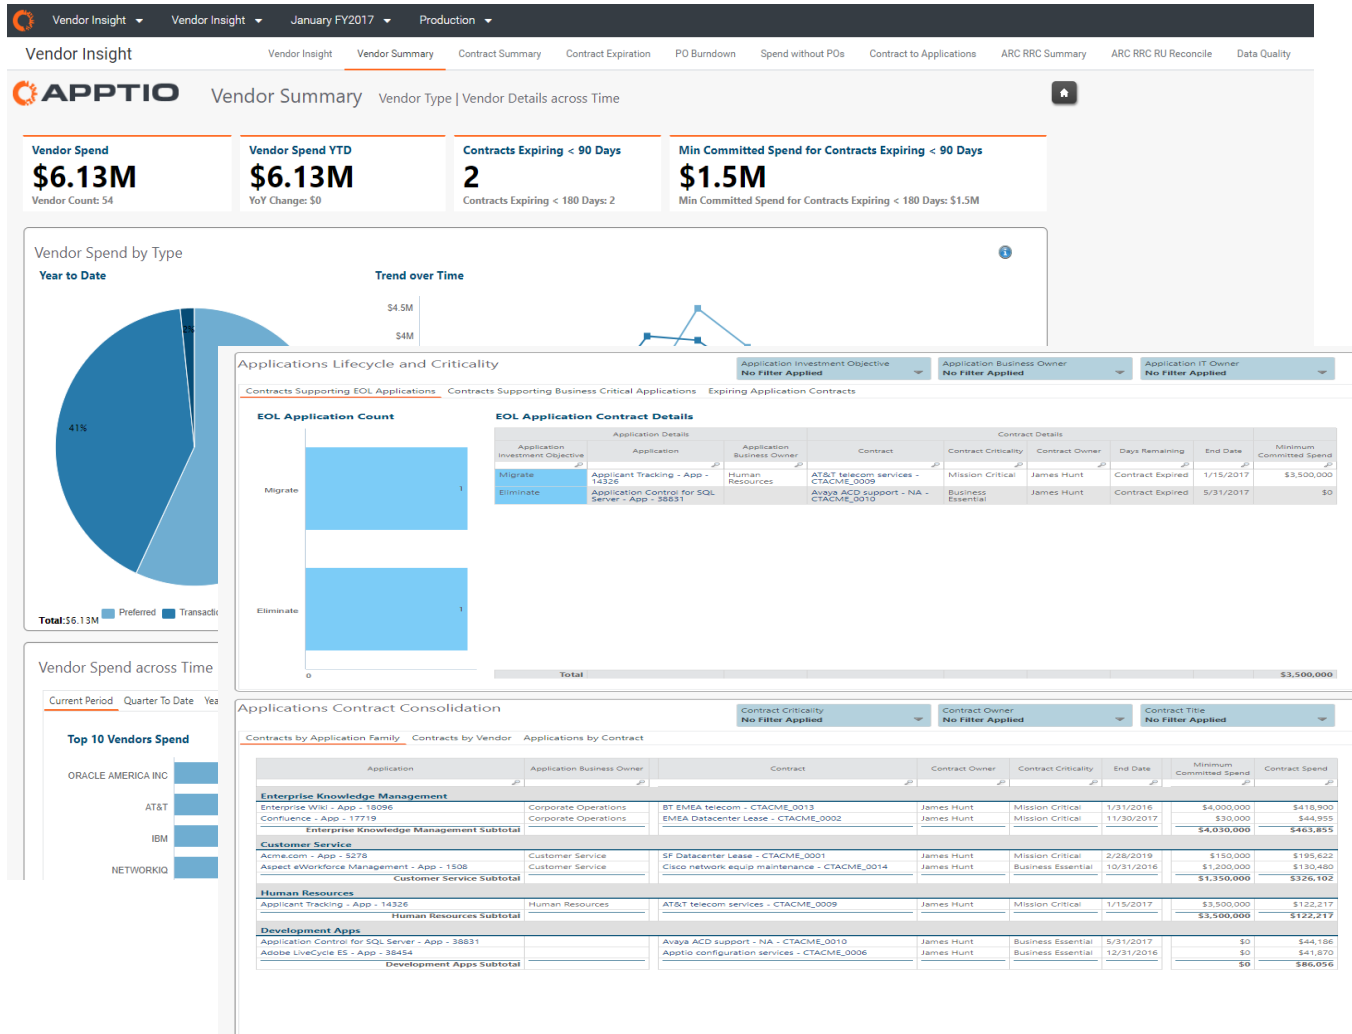 Vendor Insight Vendor Insight January FY2017 Production
Vendor Insight Vendor Insight Vendor Summary Contract Summary Contract Expiration PO Burndown Spend without POs Contract to Applications ARC RRC Summary ARC RRC RU Reconcile Data Quality
APPTIO Vendor Summary Vendor Type | Vendor Details across Time
Vendor Spend Vendor Spend YTD Contracts Expiring < 90 Days Min Committed Spend for Contracts Expiring < 90 Days
$6.13M $6.13M 2 $1.5M
Vendor Count: 54 YoY Change: $0 Contracts Expiring < 180 Days: 2 Min Committed Spend for Contracts Expiring < 180 Days: $1.5M
Vendor Spend by Type
Year to Date Trend over Time
$4.5M
$4M
2%
41%
Total:$6.13M Preferred Transactio
Vendor Spend across Time
Current Period Quarter To Date Yea
Top 10 Vendors Spend
ORACLE AMERICA INC
AT&T
IBM
NETWORKIQ
Applications Lifecycle and Criticality
Application Investment Objective Application Business Owner Application IT Owner
No Filter Applied No Filter Applied No Filter Applied
Contracts Supporting EOL Applications Contracts Supporting Business Critical Applications Expiring Application Contracts
EOL Application Count EOL Application Contract Details
Migrate 1
Eliminate 1
0
Application Details Contract Details
Application Investment Objective Application Application Business Owner Contract Contract Criticality Contract Owner Days Remaining End Date Minimum Committed Spend
Migrate Applicant Tracking - App - 14326 Human Resources AT&T telecom services - CTACME_0009 Mission Critical James Hunt Contract Expired 1/15/2017 $3,500,000
Eliminate Application Control for SQL Server - App - 38831 Avaya ACD support - NA - CTACME_0010 Business Essential James Hunt Contract Expired 5/31/2017 $0
Total $3,500,000
Applications Contract Consolidation
Contract Criticality Contract Owner Contract Title
No Filter Applied No Filter Applied No Filter Applied
Contracts by Application Family Contracts by Vendor Applications by Contract
Application Application Business Owner Contract Contract Owner Contract Criticality End Date Minimum Committed Spend Contract Spend
Enterprise Knowledge Management
Enterprise Wiki - App - 18096 Corporate Operations BT EMEA telecom - CTACME_0013 James Hunt Mission Critical 1/31/2016 $4,000,000 $418,900
Confluence - App - 17719 Corporate Operations EMEA Datacenter Lease - CTACME_0002 James Hunt Mission Critical 11/30/2017 $30,000 $44,955
Enterprise Knowledge Management Subtotal $4,030,000 $463,855
Customer Service
Acme.com - App - 5278 Customer Service SF Datacenter Lease - CTACME_0001 James Hunt Mission Critical 2/28/2019 $150,000 $195,622
Aspect eWorkforce Management - App - 1508 Customer Service Cisco network equip maintenance - CTACME_0014 James Hunt Business Essential 10/31/2016 $1,200,000 $130,480
Customer Service Subtotal $1,350,000 $326,102
Human Resources
Applicant Tracking - App - 14326 Human Resources AT&T telecom services - CTACME_0009 James Hunt Mission Critical 1/15/2017 $3,500,000 $122,217
Human Resources Subtotal $3,500,000 $122,217
Development Apps
Application Control for SQL Server - App - 38831 Avaya ACD support - NA - CTACME_0010 James Hunt Business Essential 5/31/2017 $0 $44,186
Adobe LiveCycle ES - App - 38454 Apptio configuration services - CTACME_0006 James Hunt Business Essential 12/31/2016 $0 $41,870
Development Apps Subtotal $0 $86,056